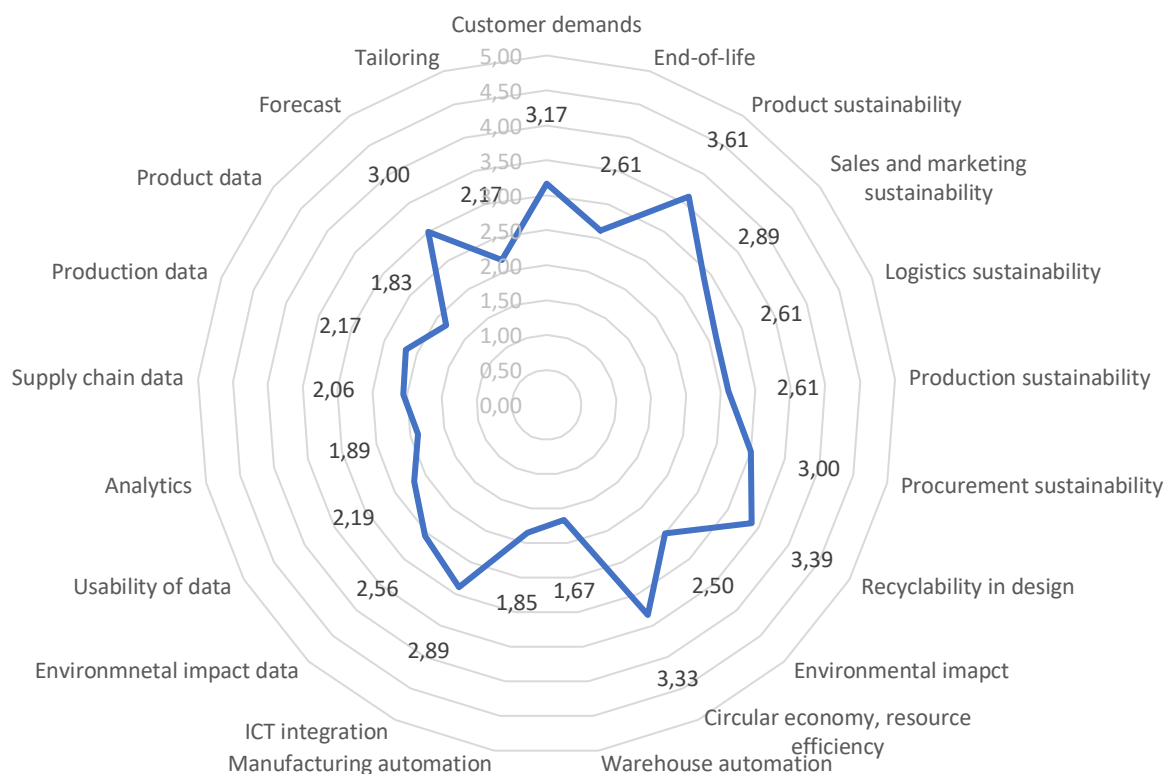 Customer demands
Tailoring
5,00
End-of-life
4,50
Forecast
Product sustainability
4,00
3,17
3,61
3,50
Sales and marketing
sustainability
Product data
3,00
2,17
3,00
2,61
2,50
2,89
Production data
1,83
2,00
Logistics sustainability
1,50
2,17
2,61
1,00
Supply chain data
2,06
0,50
2,61
Production sustainability
0,00
1,89
3,00
Analytics
Procurement sustainability
2,19
3,39
Usability of data
2,56
1,85
1,67
2,50
Recyclability in design
2,89
3,33
Environmnetal impact data
Environmental imapct
ICT integration
Circular economy, resource
efficiency
Manufacturing automation
Warehouse automation